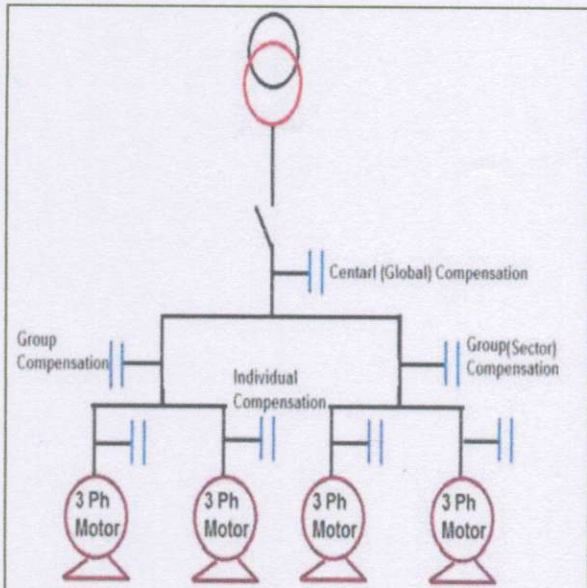 Centarl (Global) Compensation
Group
Compensation
Group(Sector)
Compensation
Individual
Compensation
3 Ph
Motor
3 Ph
Motor
3 Ph
Motor
3 Ph
Motor